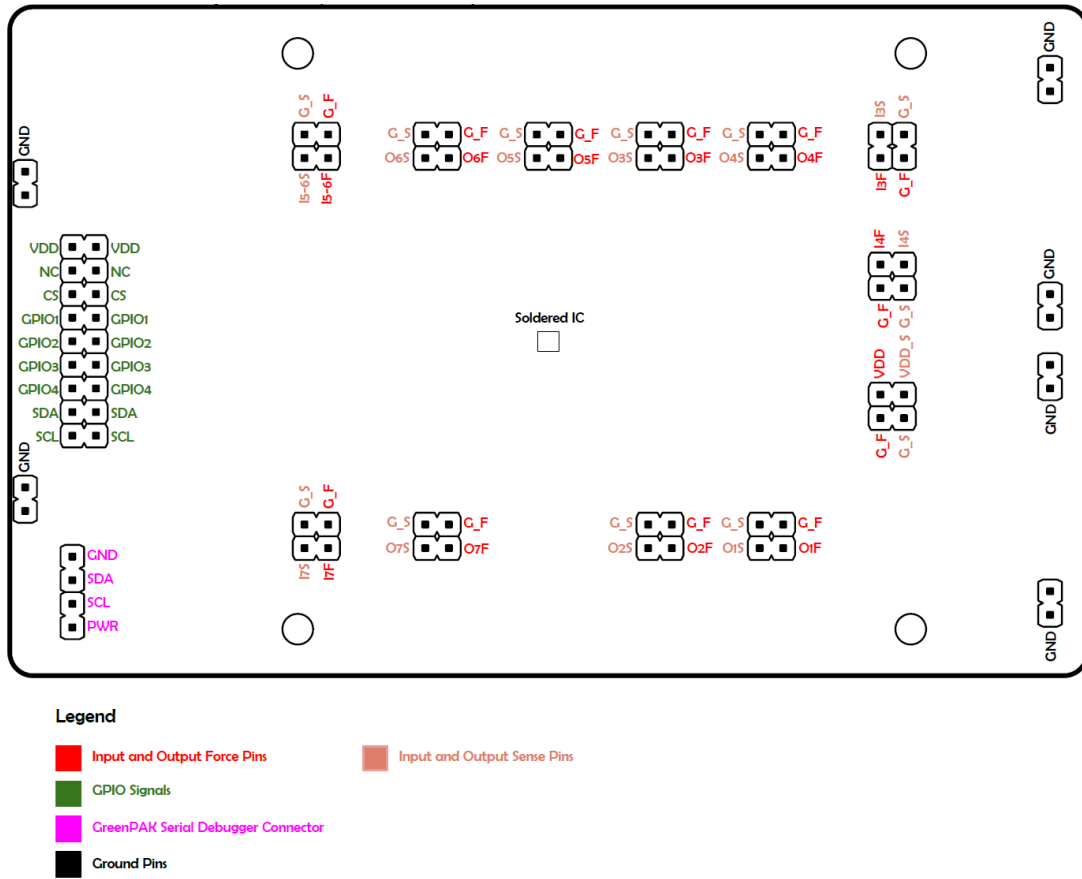 GND
GND
G_S G_F
I3S G_S
G_S G_F G_S G_F G_S G_F G_S G_F
O6S O6F O5S O5F O3S O3F O4S O4F
I5-6S I5-6F
I3F G_F
I4F I4S
VDD VDD
NC NC
CS CS
GPIO1 GPIO1
GPIO2 GPIO2
GPIO3 GPIO3
GPIO4 GPIO4
SDA SDA
SCL SCL
GND
G_F G_S
Soldered IC
VDD VDD_S
GND
G_F G_S
GND
G_S G_F
G_S G_F G_S G_F G_S G_F
O7S O7F O2S O2F O1S O1F
I7S I7F
GND
SDA
SCL
PWR
GND
Legend
Input and Output Force Pins
Input and Output Sense Pins
GPIO Signals
GreenPAK Serial Debugger Connector
Ground Pins